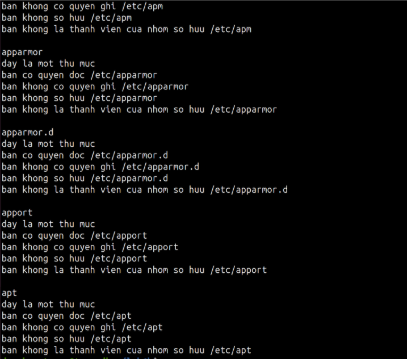 ban khong co quyen ghi /etc/apm
ban khong so huu /etc/apm
ban khong la thanh vien cua nhom so huu /etc/apm
apparmor
day la mot thu muc
ban co quyen doc /etc/apparmor
ban khong co quyen ghi /etc/apparmor
ban khong so huu /etc/apparmor
ban khong la thanh vien cua nhom so huu /etc/apparmor
apparmor.d
day la mot thu muc
ban co quyen doc /etc/apparmor.d
ban khong co quyen ghi /etc/apparmor.d
ban khong so huu /etc/apparmor.d
ban khong la thanh vien cua nhom so huu /etc/apparmor.d
apport
day la mot thu muc
ban co quyen doc /etc/apport
ban khong co quyen ghi /etc/apport
ban khong so huu /etc/apport
ban khong la thanh vien cua nhom so huu /etc/apport
apt
day la mot thu muc
ban co quyen doc /etc/apt
ban khong co quyen ghi /etc/apt
ban khong so huu /etc/apt
ban khong la thanh vien cua nhom so huu /etc/apt